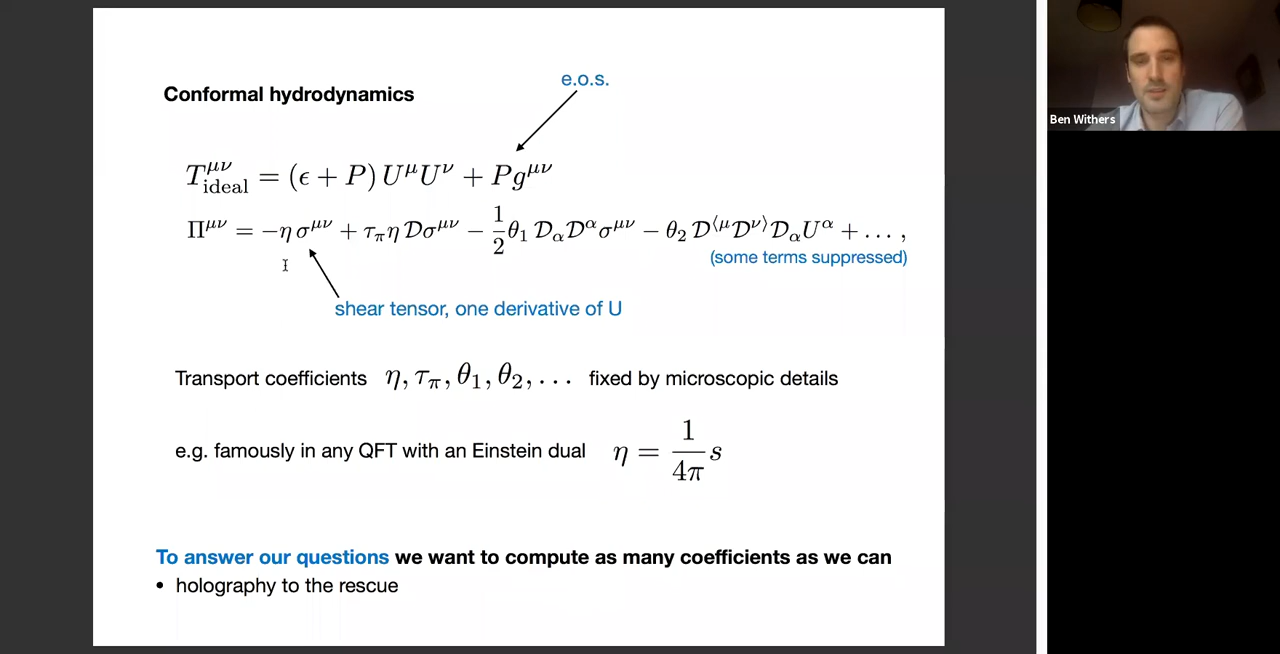 Conformal hydrodynamics
e.o.s.
T^{μν}_{ideal} = (ϵ + P) U^μ U^ν + P g^{μν}
Π^{μν} = −η σ^{μν} + τ_π η 𝒟σ^{μν} − \frac{1}{2} θ_1 𝒟_α 𝒟^α σ^{μν} − θ_2 𝒟^{⟨μ} 𝒟^{ν⟩} 𝒟_α U^α + … ,
(some terms suppressed)
shear tensor, one derivative of U
Transport coefficients η, τ_π, θ_1, θ_2, … fixed by microscopic details
e.g. famously in any QFT with an Einstein dual η = \frac{1}{4π} s
To answer our questions we want to compute as many coefficients as we can
• holography to the rescue
Ben Withers